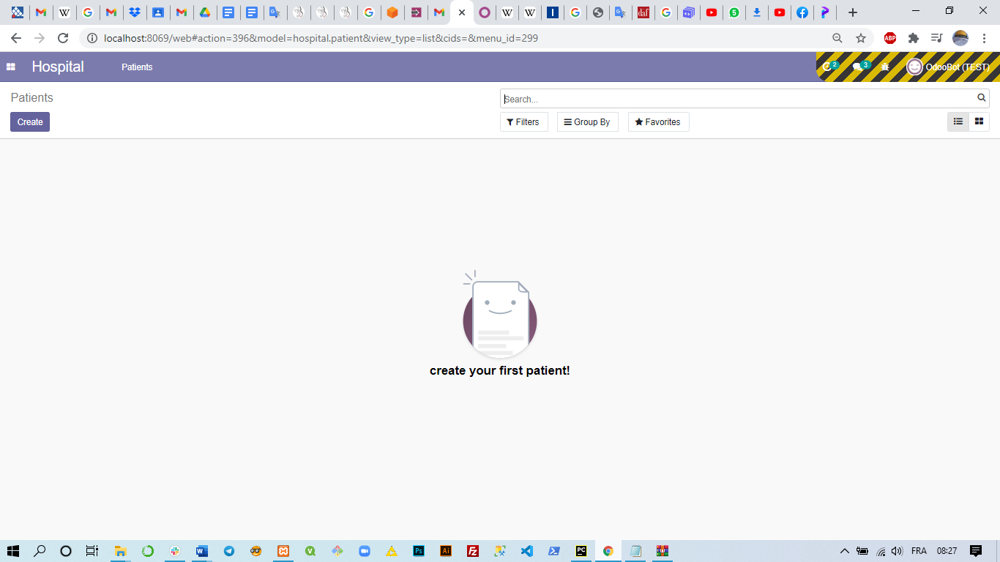 localhost:8069/web#action=396&model=hospital.patient&view_type=list&cids=&menu_id=299
ABP
Hospital
Patients
2
3
OdooBot (TEST)
Patients
Search...
Create
Filters
Group By
Favorites
create your first patient!
FRA
08:27